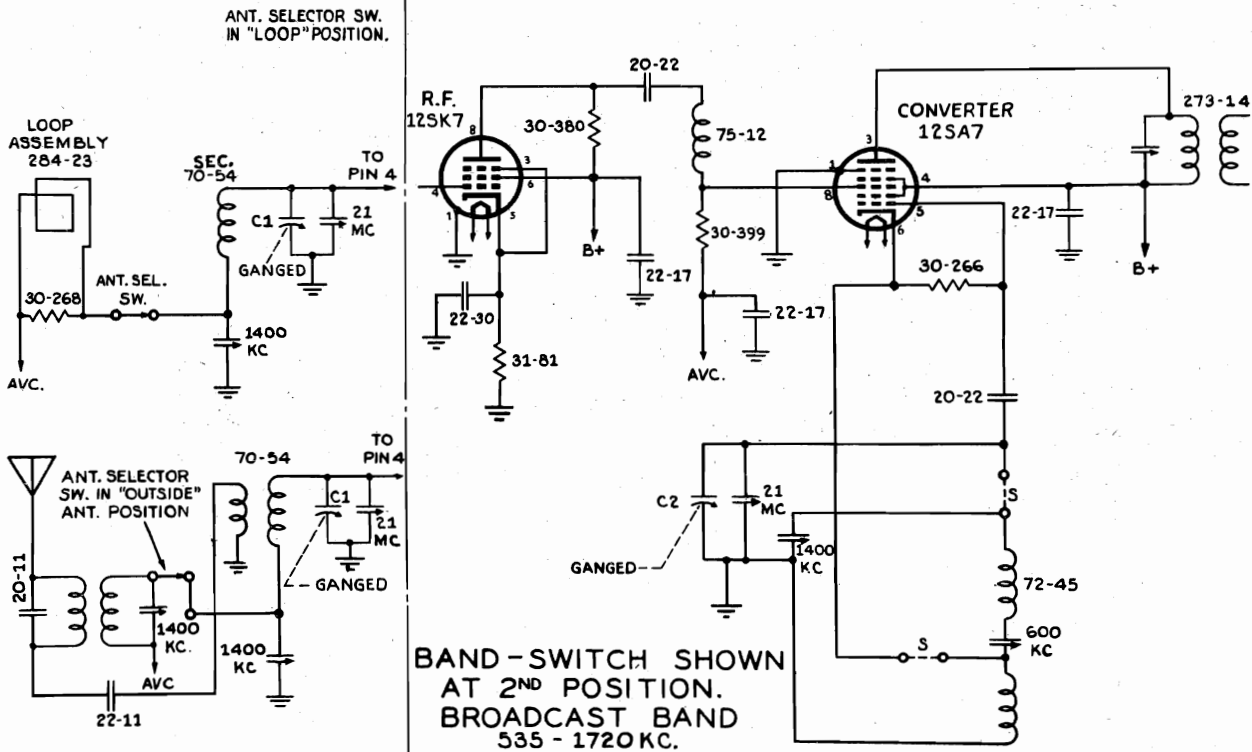 ANT. SELECTOR SW.
IN "LOOP" POSITION.
LOOP
ASSEMBLY
284-23
SEC.
70-54
TO
PIN 4
C1
21
MC
GANGED
ANT. SEL.
SW.
30-268
1400
KC
AVC.
R.F.
12SK7
8
3
6
4
1
5
30-380
20-22
75-12
B+
22-17
22-30
31-81
30-399
22-17
AVC.
CONVERTER
12SA7
3
1
4
8
5
6
273-14
22-17
B+
30-266
20-22
C2
21
MC
GANGED
1400
KC
S
72-45
600
KC
S
ANT. SELECTOR
SW. IN "OUTSIDE"
ANT. POSITION
70-54
TO
PIN 4
C1
21
MC
GANGED
20-11
1400
KC.
AVC
1400
KC
22-11
BAND-SWITCH SHOWN
AT 2ND POSITION.
BROADCAST BAND
535 - 1720 KC.